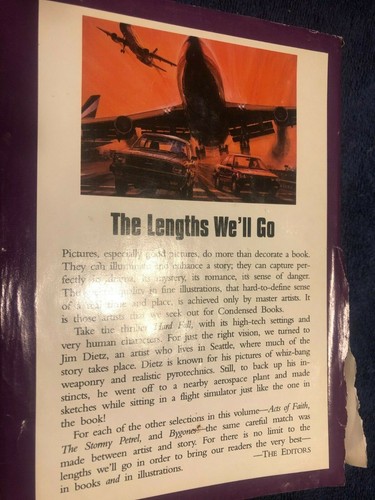 The Lengths We'll Go
Pictures, especially good pictures, do more than decorate a book.
They can illuminate and enhance a story; they can capture per-
fectly its mystery, its romance, its sense of danger.
in fine illustrations, that hard-to-define sense
of a time and place, is achieved only by master artists. It
is those artists that we seek out for Condensed Books.
Take the thriller Hard Fall, with its high-tech settings and
very human characters. For just the right vision, we turned to
Jim Dietz, an artist who lives in Seattle, where much of the
story takes place. Dietz is known for his pictures of whiz-bang
weaponry and realistic pyrotechnics. Still, to back up his in-
stincts, he went off to a nearby aerospace plant and made
sketches while sitting in a flight simulator just like the one in
the book!
For each of the other selections in this volume—Acts of Faith,
The Stormy Petrel, and Bygones—the same careful match was
made between artist and story. For there is no limit to the
lengths we'll go in order to bring our readers the very best—
in books and in illustrations.
—THE EDITORS